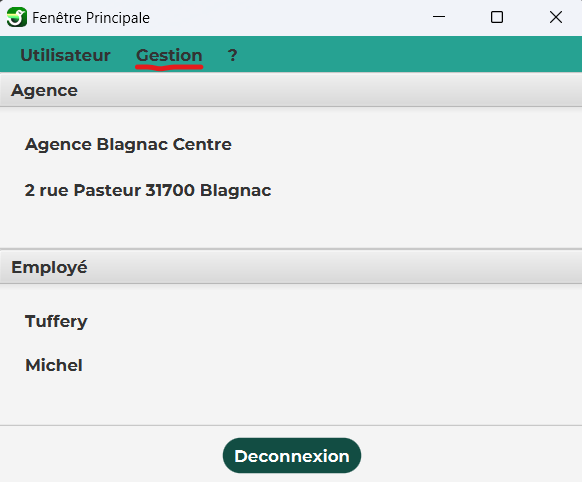 Fenêtre Principale
Utilisateur Gestion ?
Agence
Agence Blagnac Centre
2 rue Pasteur 31700 Blagnac
Employé
Tuffery
Michel
Deconnexion